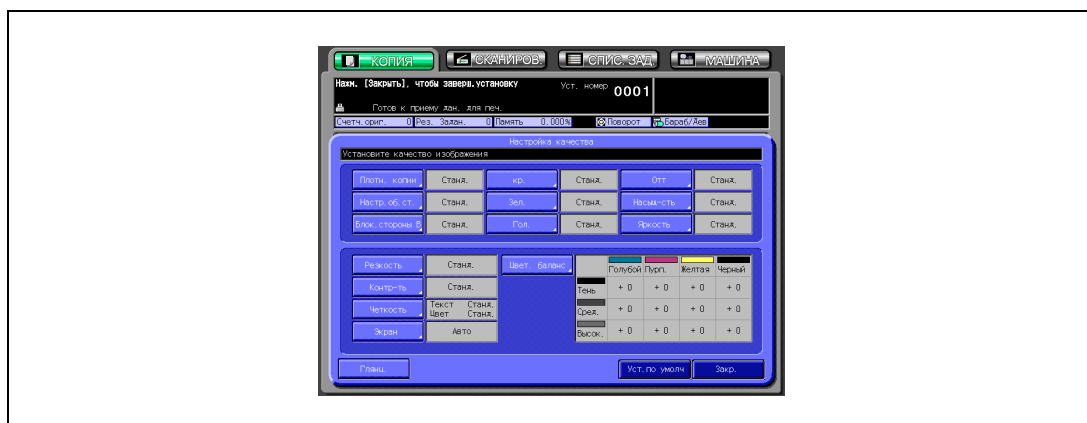 КОПИЯ СКАНИРОВ. СПИС.ЗАД. МАШИНА
Нажм. [Закрыть], чтобы заверш.установку Уст. номер 0001
Готов к прием дан. для печ.
Счетч.ориг. 0 Рез. Задан. 0 Память 0.000% Поворот Бараб/Лев
Настройка качества
Установите качество изображения
Плотн. копии Станд. кр. Станд. Отт Станд.
Настр.об.ст. Станд. Зел. Станд. Насыщ-сть Станд.
Блок.стороны В Станд. Гол. Станд. Яркость Станд.
Резкость Станд. Цвет. баланс Голубой Пурп. Желтая Черный
Контр-ть Станд. Тень + 0 + 0 + 0 + 0
Четкость Текст Станд. Сред. + 0 + 0 + 0 + 0
Цвет Станд.
Экран Авто Высок. + 0 + 0 + 0 + 0
Глянц. Уст.по умолч Закр.